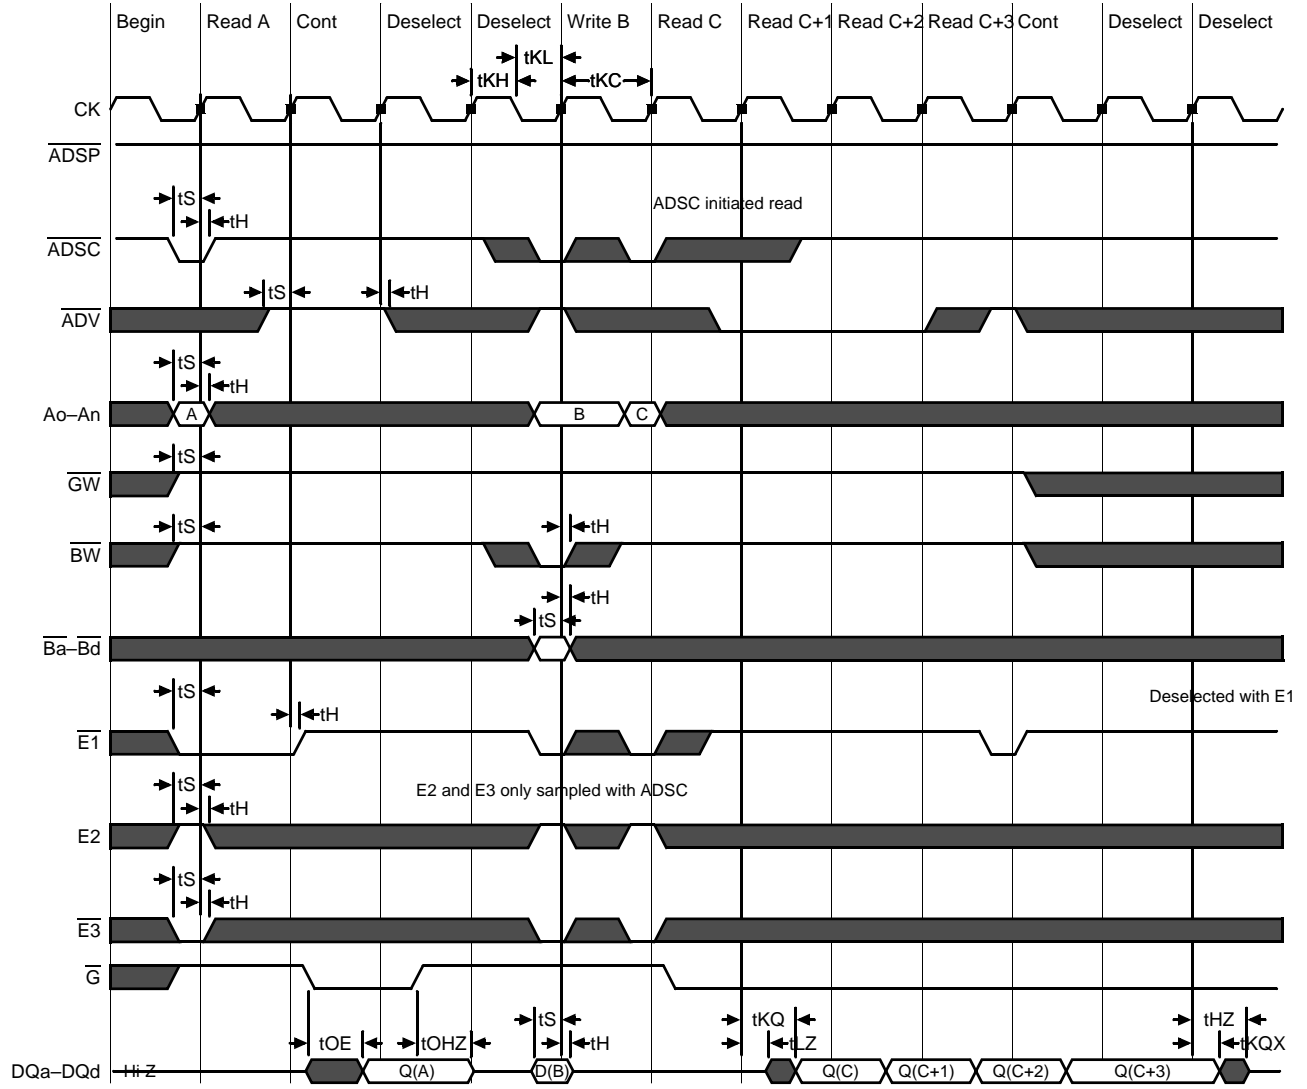 Begin Read A Cont Deselect Deselect Write B Read C Read C+1 Read C+2 Read C+3 Cont Deselect Deselect
tKL
tKH tKC
CK
ADSP
tS
ADSC initiated read
tH
ADSC
tS tH
ADV
tS
tH
Ao–An A B C
tS
GW
tS tH
BW
tH
tS
Ba–Bd
tS Deselected with E1
tH
E1
tS E2 and E3 only sampled with ADSC
tH
E2
tS
tH
E3
G
tS tKQ tHZ
tOE tOHZ tH tLZ tKQX
DQa–DQd Hi-Z Q(A) D(B) Q(C) Q(C+1) Q(C+2) Q(C+3)